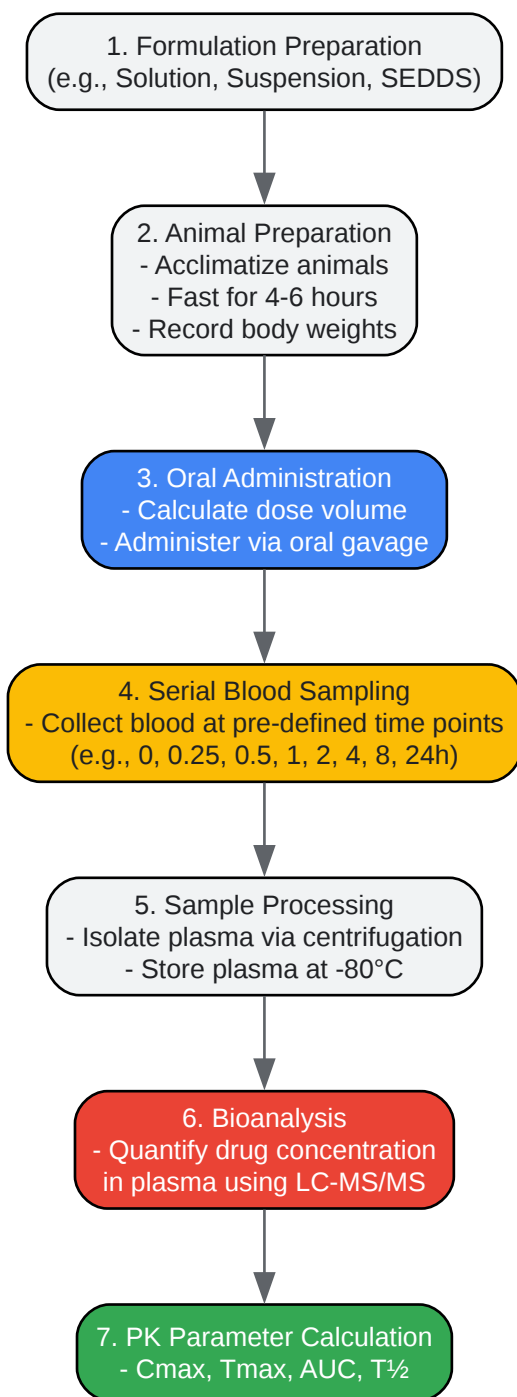 1. Formulation Preparation
(e.g., Solution, Suspension, SEDDS)
2. Animal Preparation
- Acclimatize animals
- Fast for 4-6 hours
- Record body weights
3. Oral Administration
- Calculate dose volume
- Administer via oral gavage
4. Serial Blood Sampling
- Collect blood at pre-defined time points
(e.g., 0, 0.25, 0.5, 1, 2, 4, 8, 24h)
5. Sample Processing
- Isolate plasma via centrifugation
- Store plasma at -80°C
6. Bioanalysis
- Quantify drug concentration
in plasma using LC-MS/MS
7. PK Parameter Calculation
- Cmax, Tmax, AUC, T½